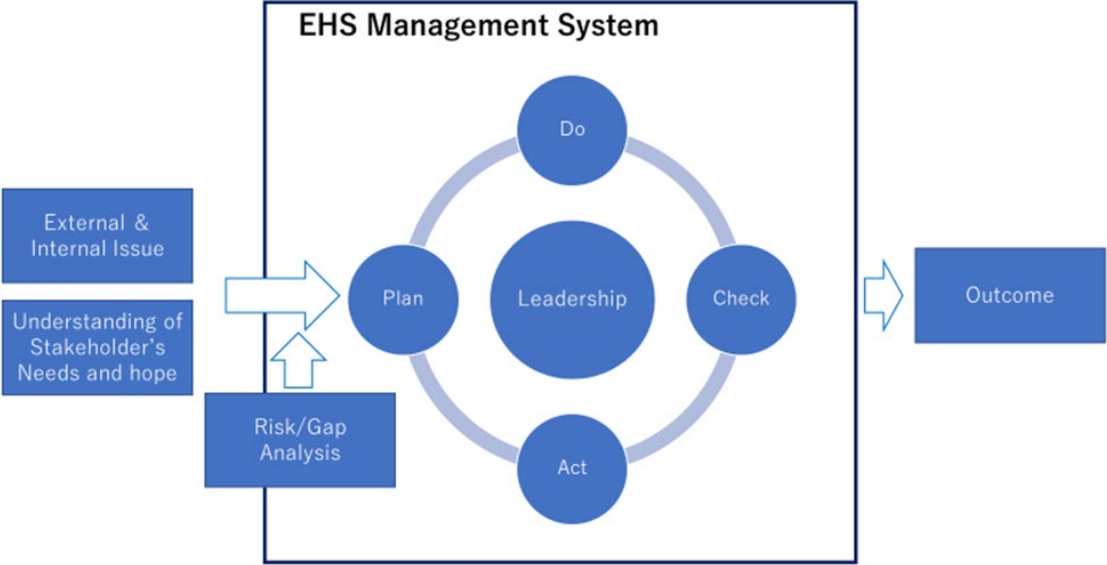 EHS Management System
Do
External &
Internal Issue
Plan
Leadership
Check
Outcome
Understanding of
Stakeholder's
Needs and hope
Risk/Gap
Analysis
Act